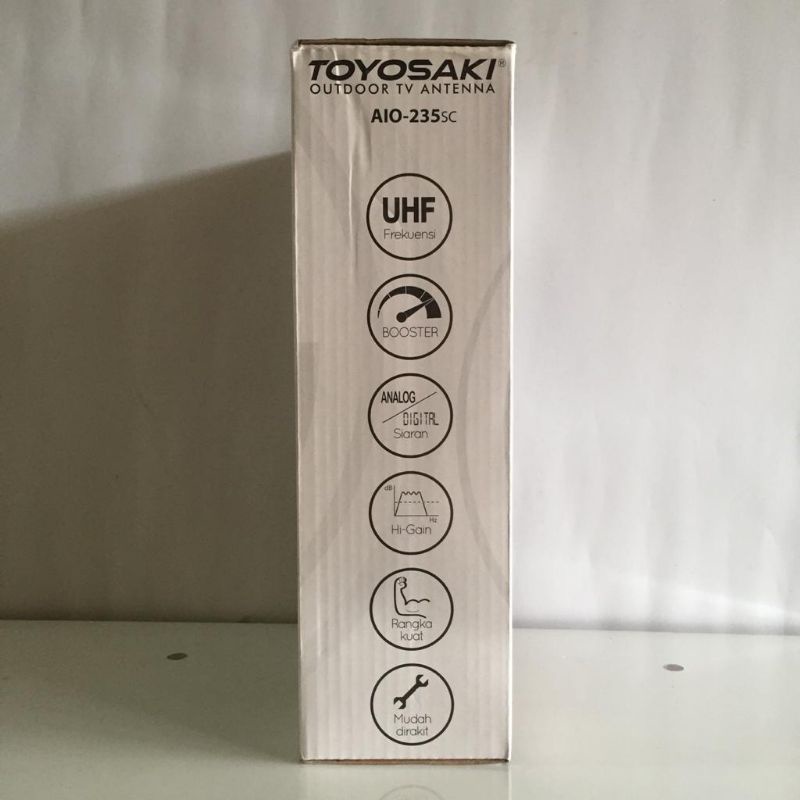 TOYOSAKI®
OUTDOOR TV ANTENNA
AIO-235SC
UHF
Frekuensi
BOOSTER
ANALOG
DIGITAL
Siaran
dB
Hz
Hi-Gain
Rangka
kuat
Mudah
dirakit